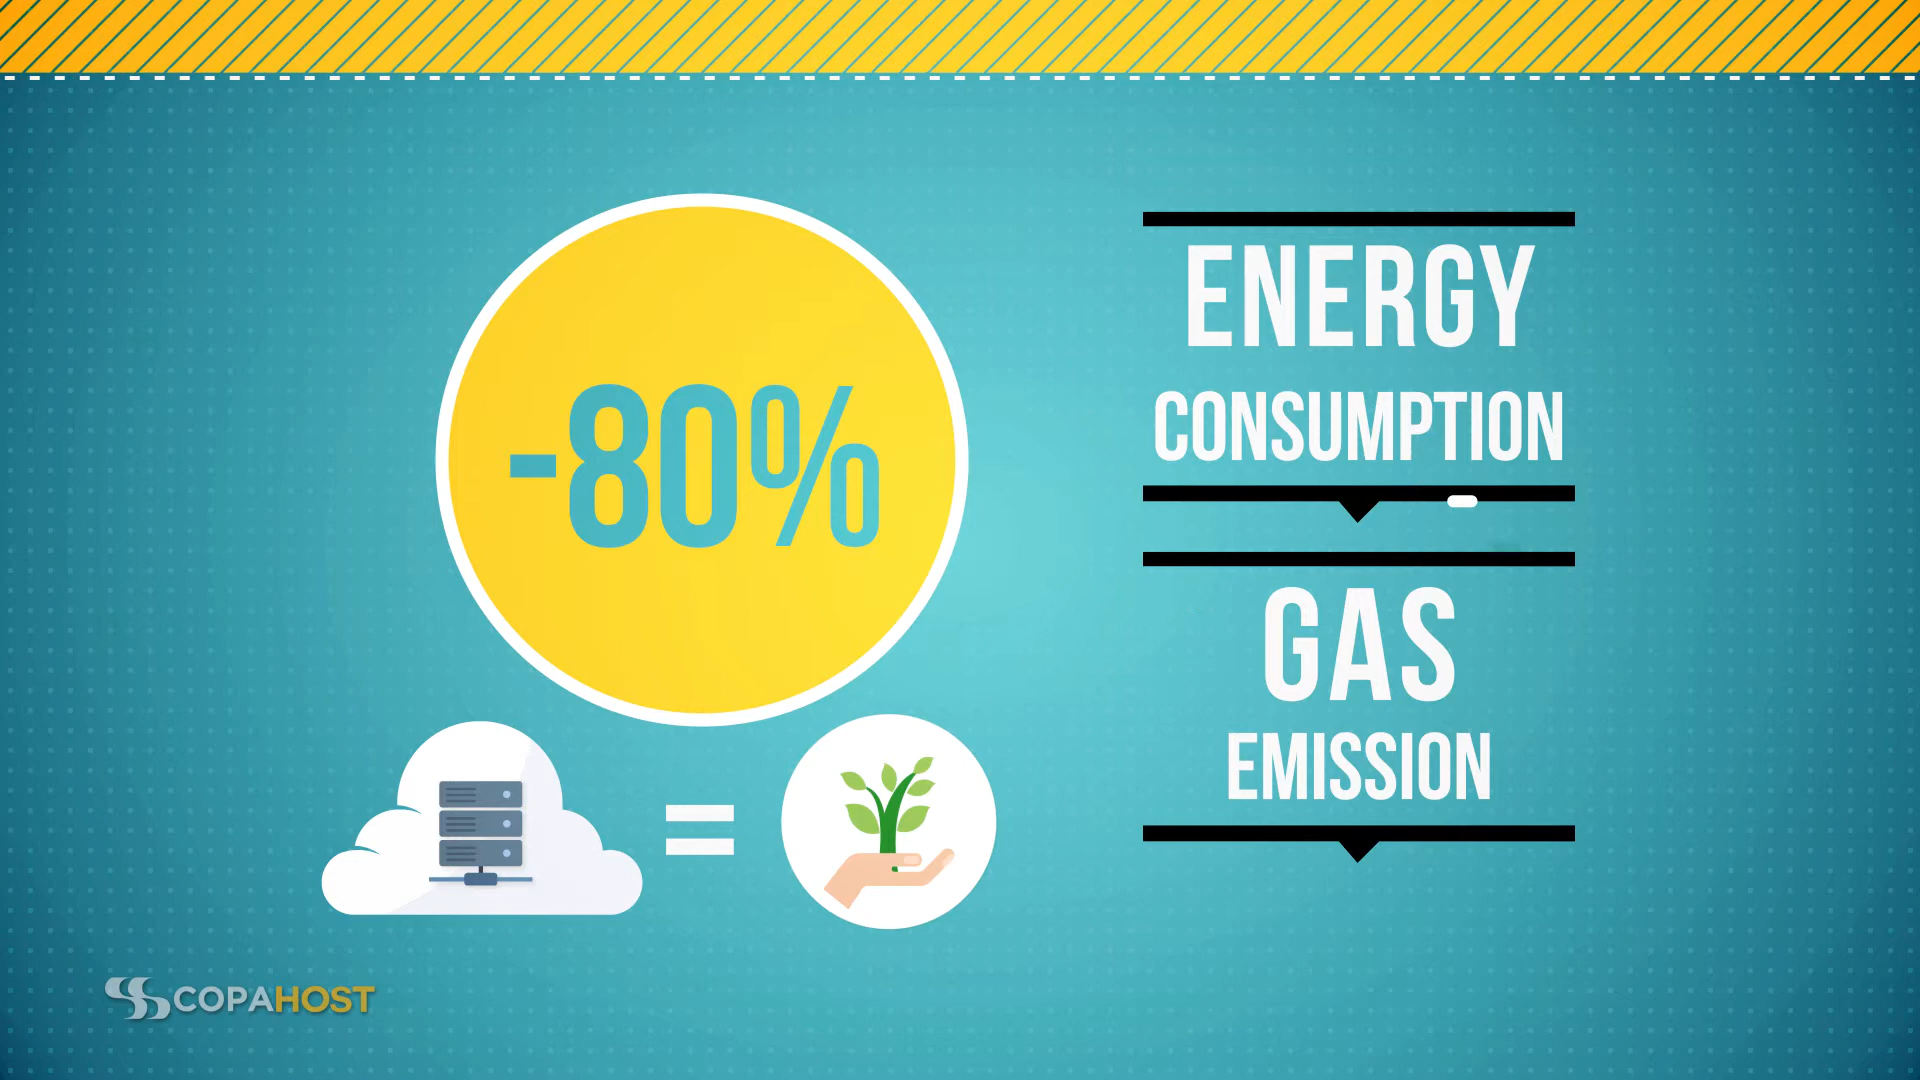 -80%
ENERGY
CONSUMPTION
GAS
EMISSION
COPAHOST